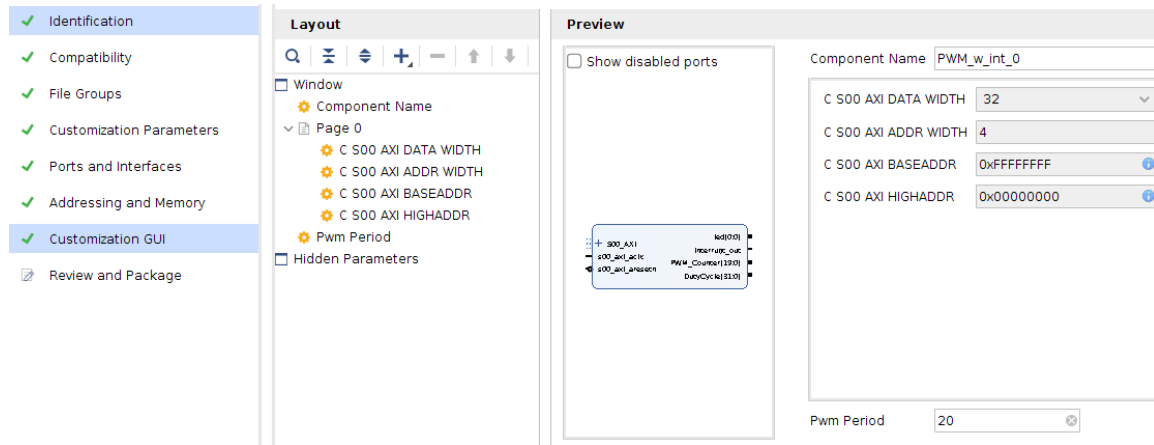 Identification
Compatibility
File Groups
Customization Parameters
Ports and Interfaces
Addressing and Memory
Customization GUI
Review and Package
Layout
Window
Component Name
Page 0
C S00 AXI DATA WIDTH
C S00 AXI ADDR WIDTH
C S00 AXI BASEADDR
C S00 AXI HIGHADDR
Pwm Period
Hidden Parameters
Preview
Show disabled ports
S00_AXI
s00_axi_aclk
s00_axi_aresetn
led[0:0]
Interrupt_out
PWM_Counter[19:0]
DutyCycle[31:0]
Component Name PWM_w_int_0
C S00 AXI DATA WIDTH 32
C S00 AXI ADDR WIDTH 4
C S00 AXI BASEADDR 0xFFFFFFFF
C S00 AXI HIGHADDR 0x00000000
Pwm Period 20